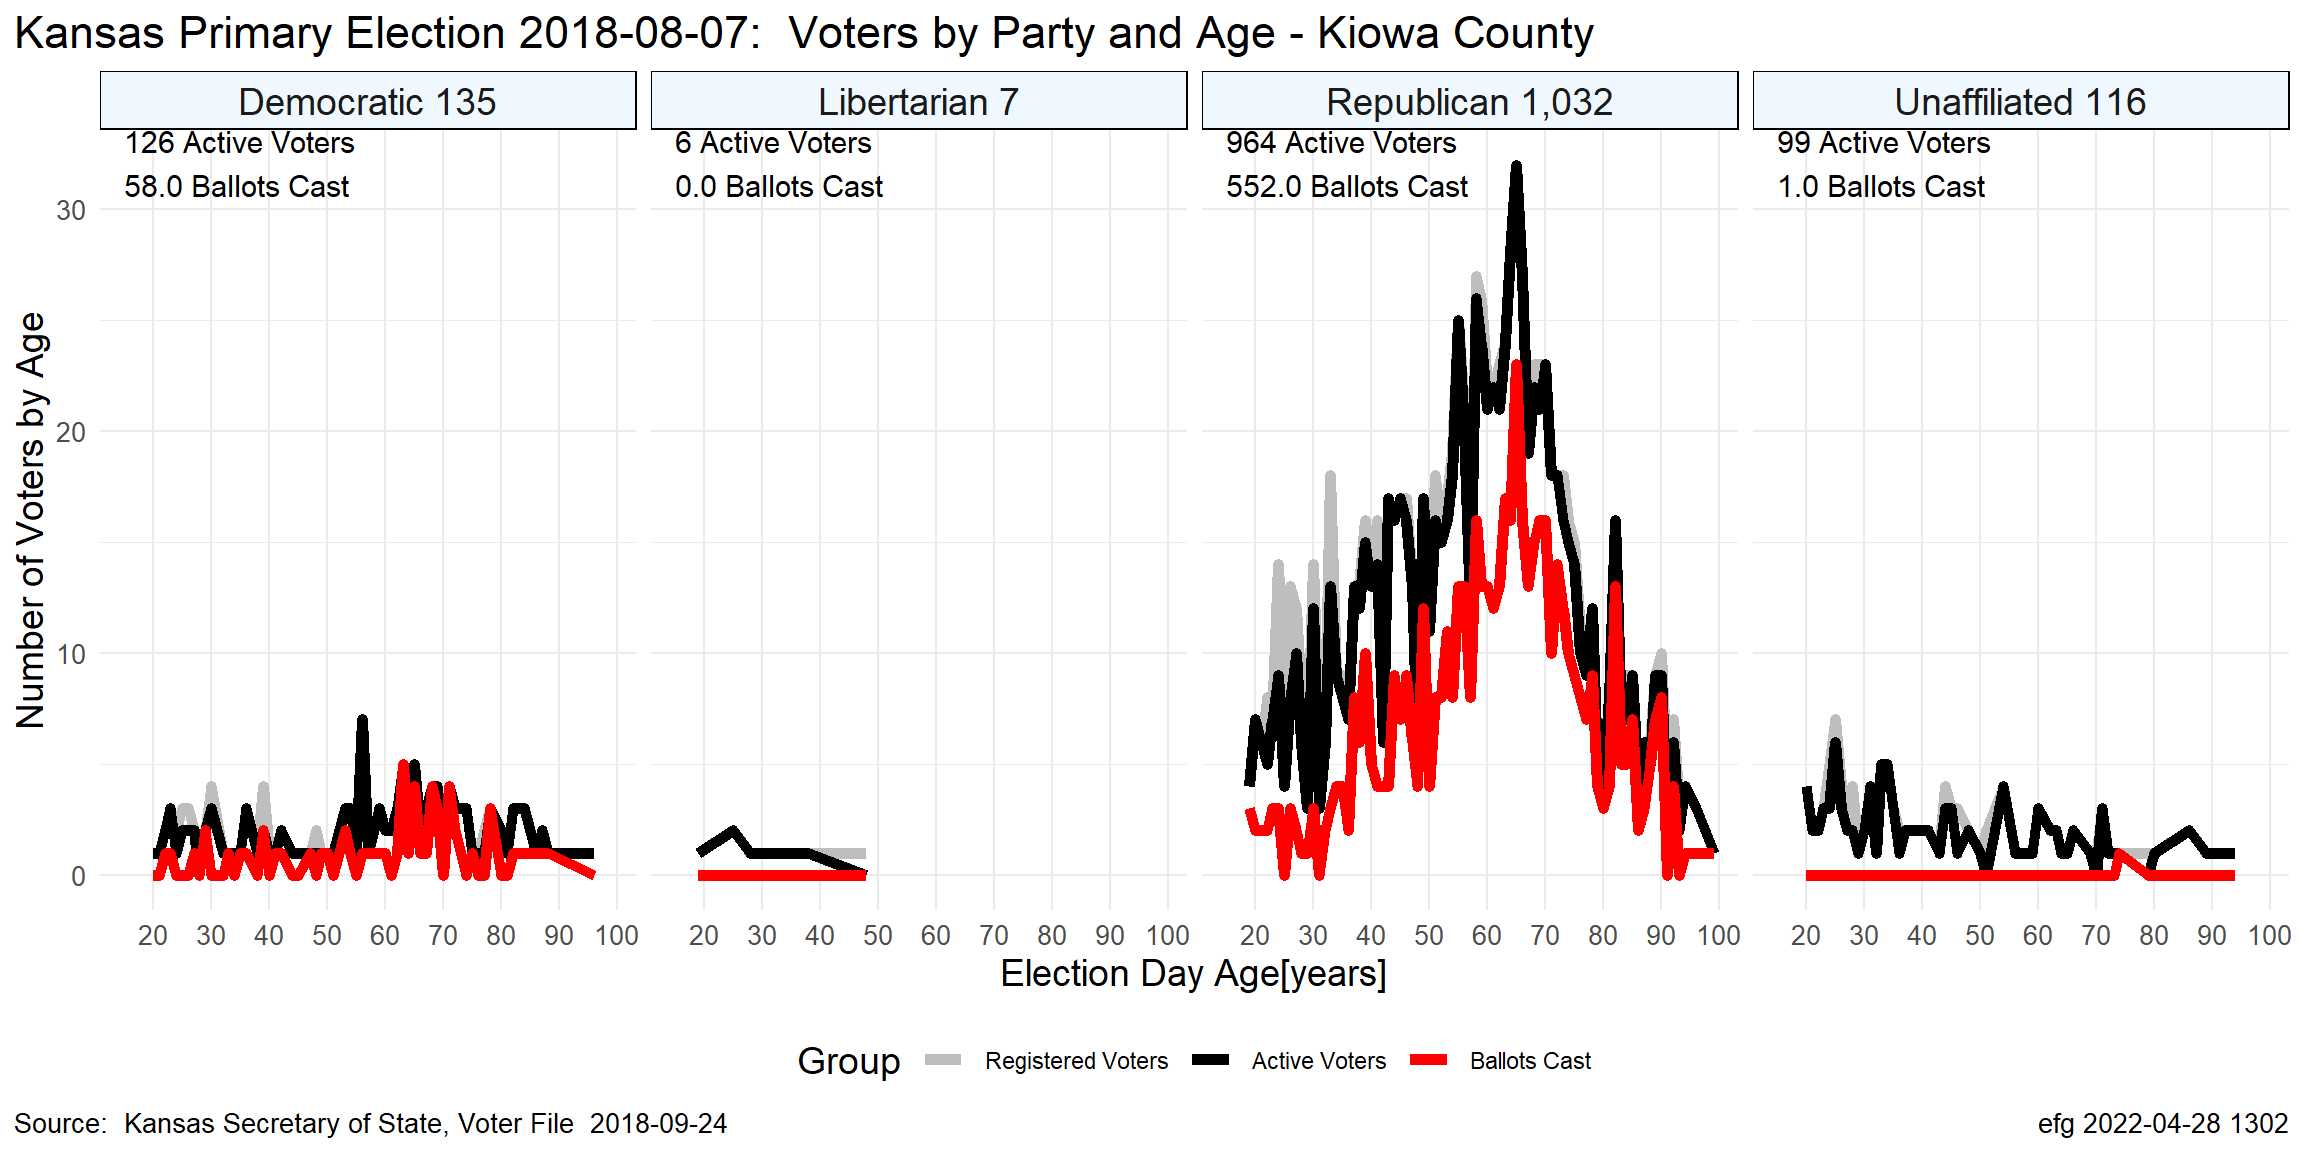 Kansas Primary Election 2018-08-07:  Voters by Party and Age - Kiowa County
Democratic 135
Libertarian 7
Republican 1,032
Unaffiliated 116
126 Active Voters
58.0 Ballots Cast
6 Active Voters
0.0 Ballots Cast
964 Active Voters
552.0 Ballots Cast
99 Active Voters
1.0 Ballots Cast
Number of Voters by Age
30
20
10
0
20 30 40 50 60 70 80 90 100
20 30 40 50 60 70 80 90 100
20 30 40 50 60 70 80 90 100
20 30 40 50 60 70 80 90 100
Election Day Age[years]
Group Registered Voters Active Voters Ballots Cast
Source:  Kansas Secretary of State, Voter File  2018-09-24
efg 2022-04-28 1302